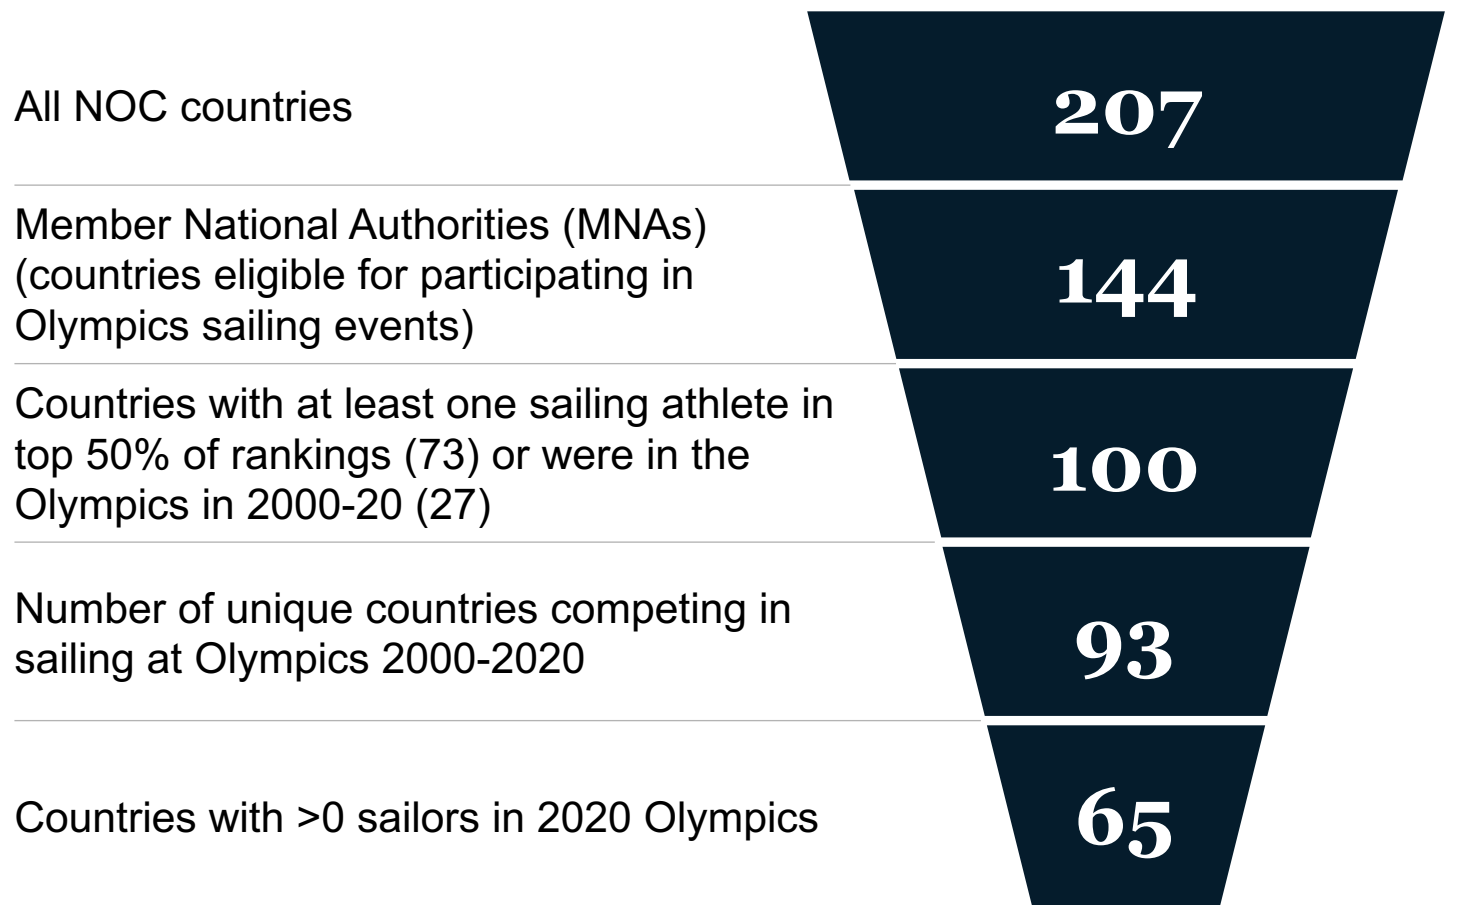 All NOC countries
207
Member National Authorities (MNAs)
(countries eligible for participating in
Olympics sailing events)
144
Countries with at least one sailing athlete in
top 50% of rankings (73) or were in the
Olympics in 2000-20 (27)
100
Number of unique countries competing in
sailing at Olympics 2000-2020
93
Countries with >0 sailors in 2020 Olympics
65